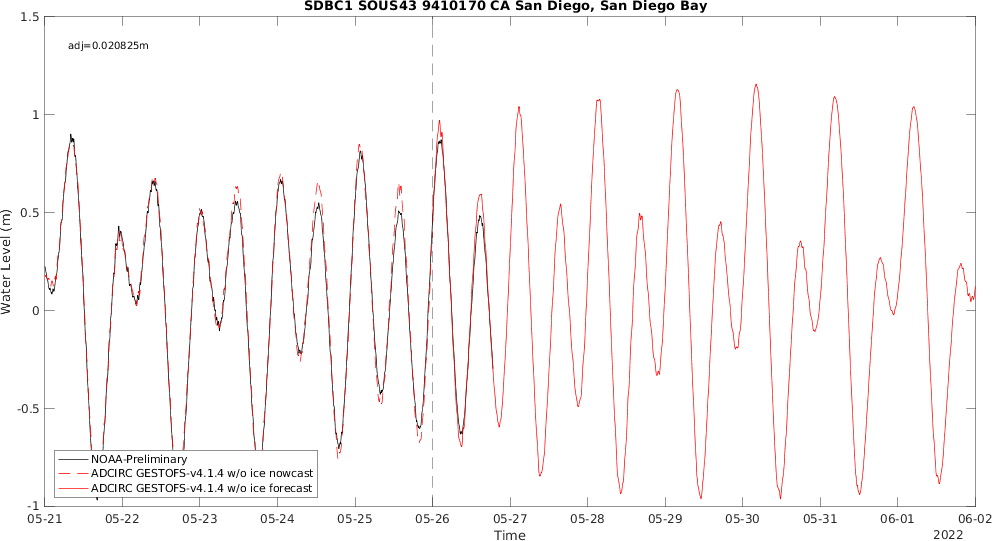 SDBC1 SOUS43 9410170 CA San Diego, San Diego Bay
1.5
adj=0.020825m
1
0.5
0
-0.5
-1
Water Level (m)
NOAA-Preliminary
ADCIRC GESTOFS-v4.1.4 w/o ice nowcast
ADCIRC GESTOFS-v4.1.4 w/o ice forecast
05-21 05-22 05-23 05-24 05-25 05-26 05-27 05-28 05-29 05-30 05-31 06-01 06-02
Time
2022